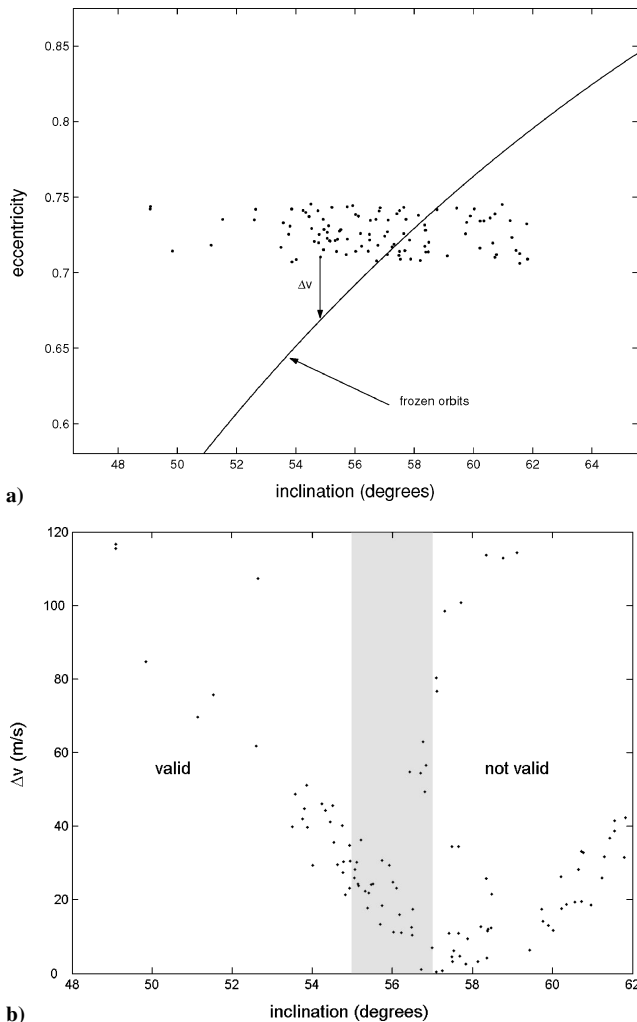 0.85
0.8
0.75
0.7
0.65
0.6
eccentricity
Δv
frozen orbits
48 50 52 54 56 58 60 62 64
inclination (degrees)
a)
120
100
80
60
40
20
0
Δv (m/s)
valid
not valid
48 50 52 54 56 58 60 62
inclination (degrees)
b)